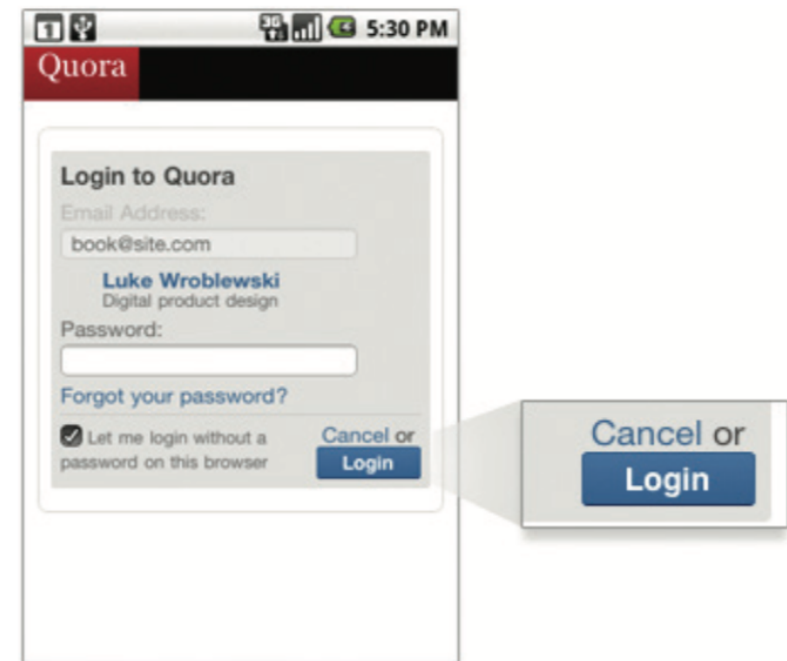 1 3G 5:30 PM
Quora
Login to Quora
Email Address:
book@site.com
Luke Wroblewski
Digital product design
Password:
Forgot your password?
Let me login without a
password on this browser
Cancel or
Login
Cancel or
Login